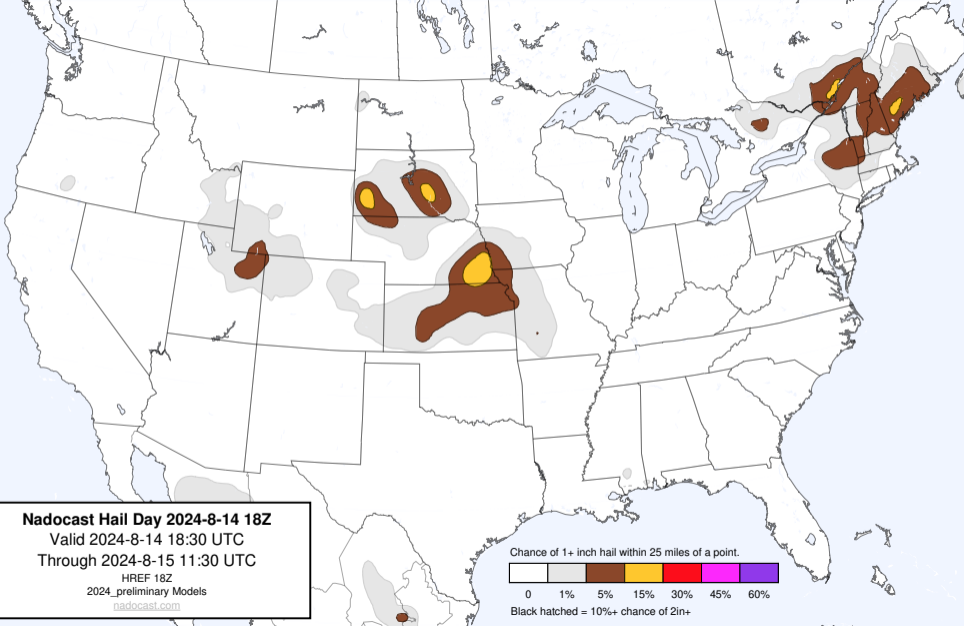 Nadocast Hail Day 2024-8-14 18Z
Valid 2024-8-14 18:30 UTC
Through 2024-8-15 11:30 UTC
HREF 18Z
2024_preliminary Models
nadocast.com
Chance of 1+ inch hail within 25 miles of a point.
0 1% 5% 15% 30% 45% 60%
Black hatched = 10%+ chance of 2in+